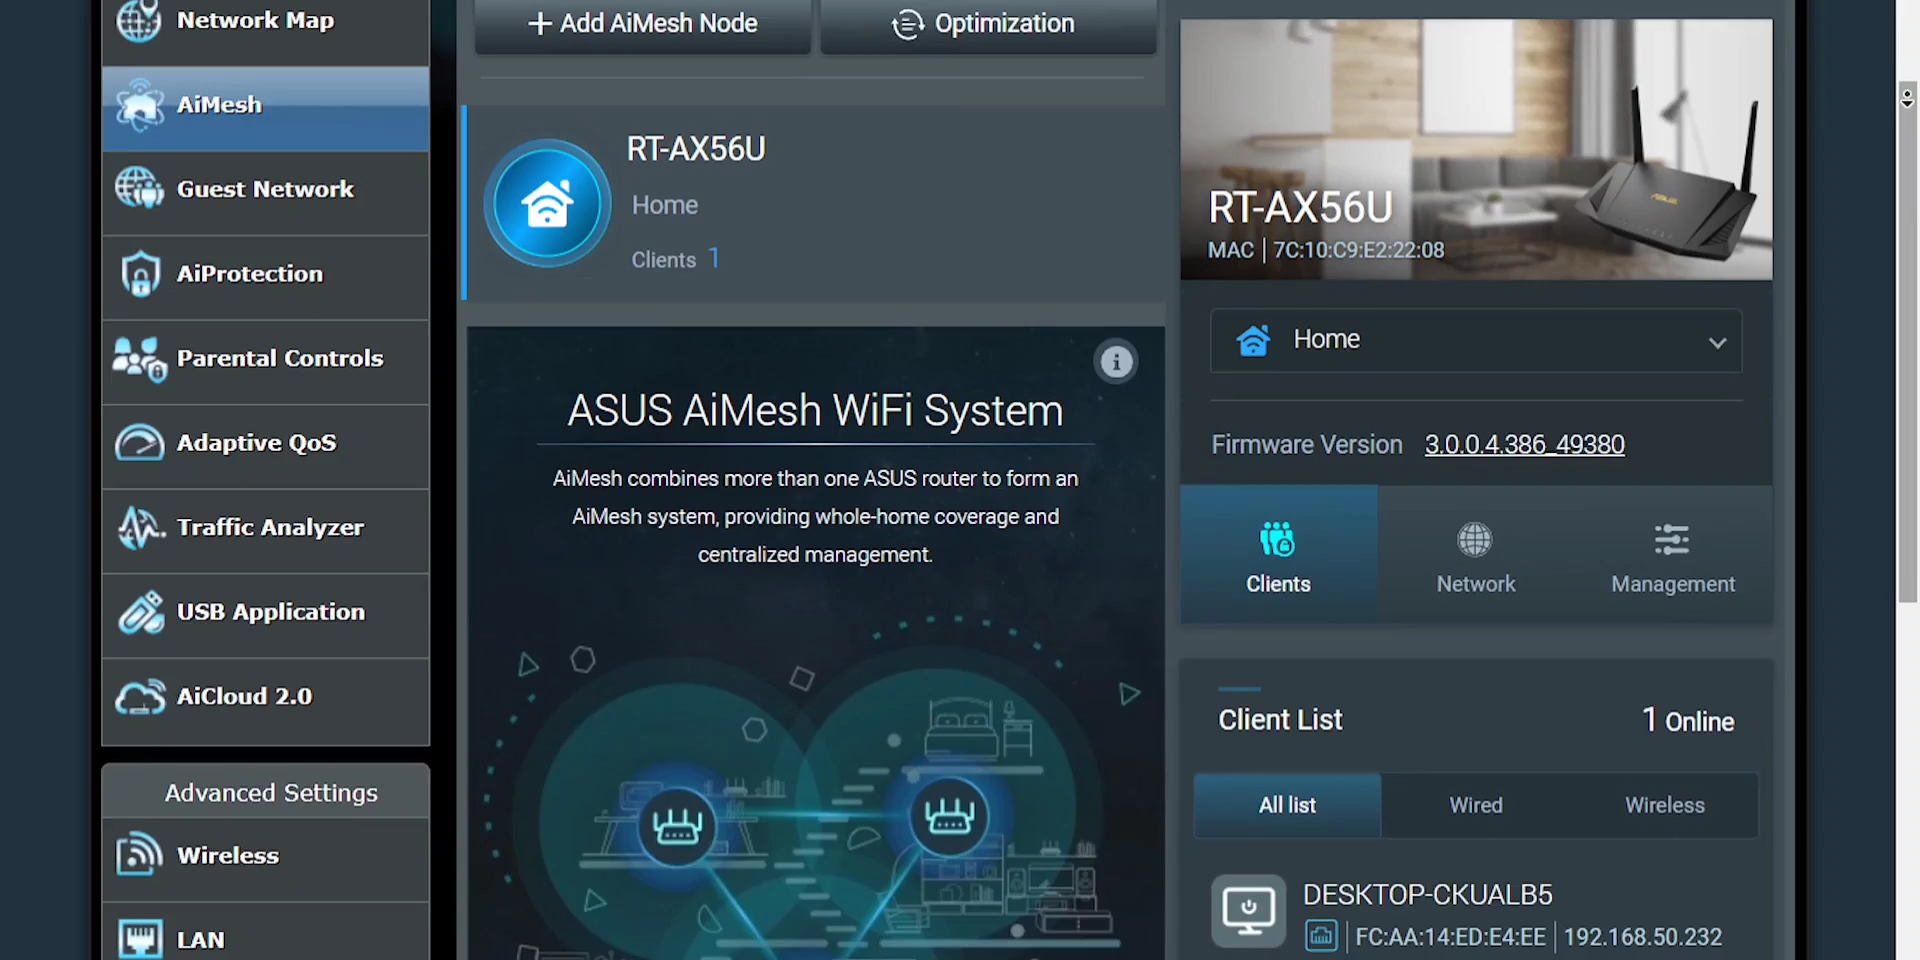 Network Map
AiMesh
Guest Network
AiProtection
Parental Controls
Adaptive QoS
Traffic Analyzer
USB Application
AiCloud 2.0
Advanced Settings
Wireless
LAN
+ Add AiMesh Node
Optimization
RT-AX56U
Home
Clients 1
ASUS AiMesh WiFi System
AiMesh combines more than one ASUS router to form an
AiMesh system, providing whole-home coverage and
centralized management.
ASUS
RT-AX56U
MAC | 7C:10:C9:E2:22:08
Home
Firmware Version 3.0.0.4.386_49380
Clients
Network
Management
Client List 1 Online
All list
Wired
Wireless
DESKTOP-CKUALB5
FC:AA:14:ED:E4:EE | 192.168.50.232